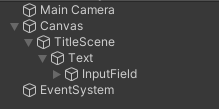 Main Camera
Canvas
TitleScene
Text
InputField
EventSystem